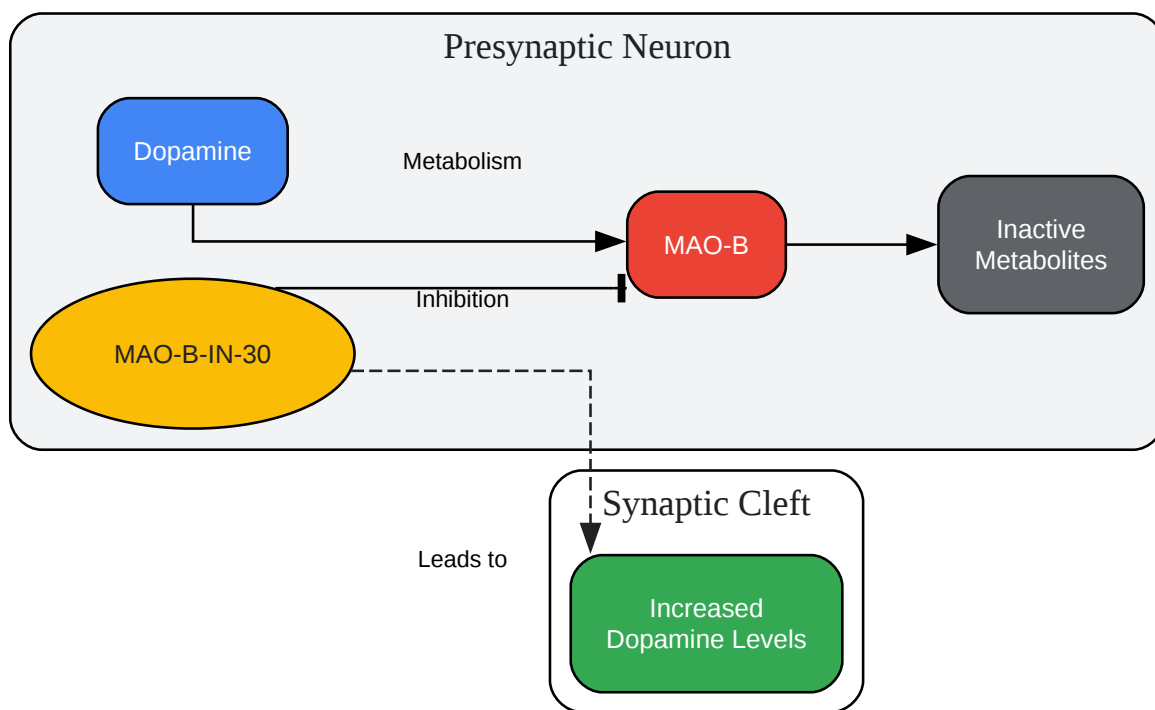 Presynaptic Neuron
Dopamine
Metabolism
MAO-B
Inactive
Metabolites
Inhibition
MAO-B-IN-30
Synaptic Cleft
Leads to
Increased
Dopamine Levels